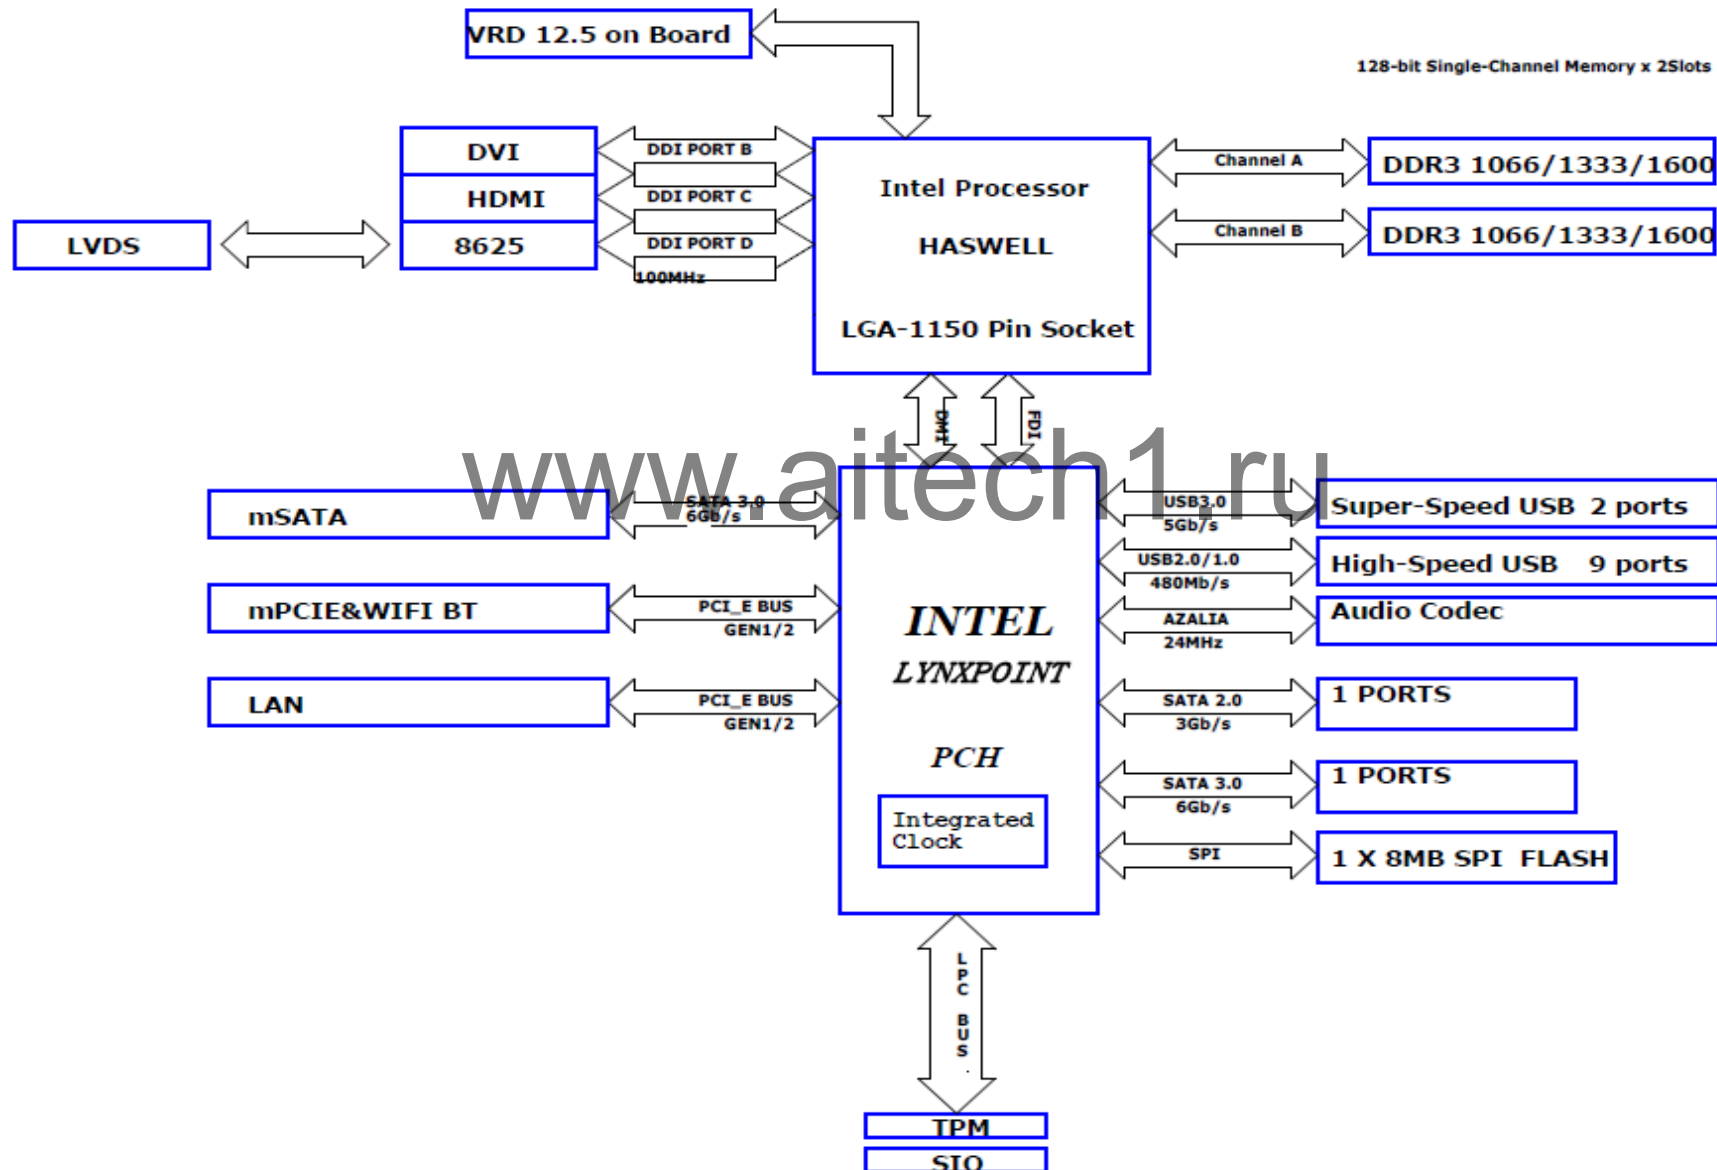 VRD 12.5 on Board
128-bit Single-Channel Memory x 2Slots
DVI
DDI PORT B
HDMI
DDI PORT C
LVDS
8625
DDI PORT D
100MHz
Intel Processor
HASWELL
LGA-1150 Pin Socket
Channel A
DDR3 1066/1333/1600
Channel B
DDR3 1066/1333/1600
DMI
FDI
www.aitech1.ru
mSATA
SATA 3.0
6Gb/s
mPCIE&WIFI BT
PCI_E BUS
GEN1/2
LAN
PCI_E BUS
GEN1/2
INTEL
LYNXPOINT
PCH
Integrated
Clock
USB3.0
5Gb/s
Super-Speed USB 2 ports
USB2.0/1.0
480Mb/s
High-Speed USB 9 ports
AZALIA
24MHz
Audio Codec
SATA 2.0
3Gb/s
1 PORTS
SATA 3.0
6Gb/s
1 PORTS
SPI
1 X 8MB SPI FLASH
LPC BUS
TPM
SIO